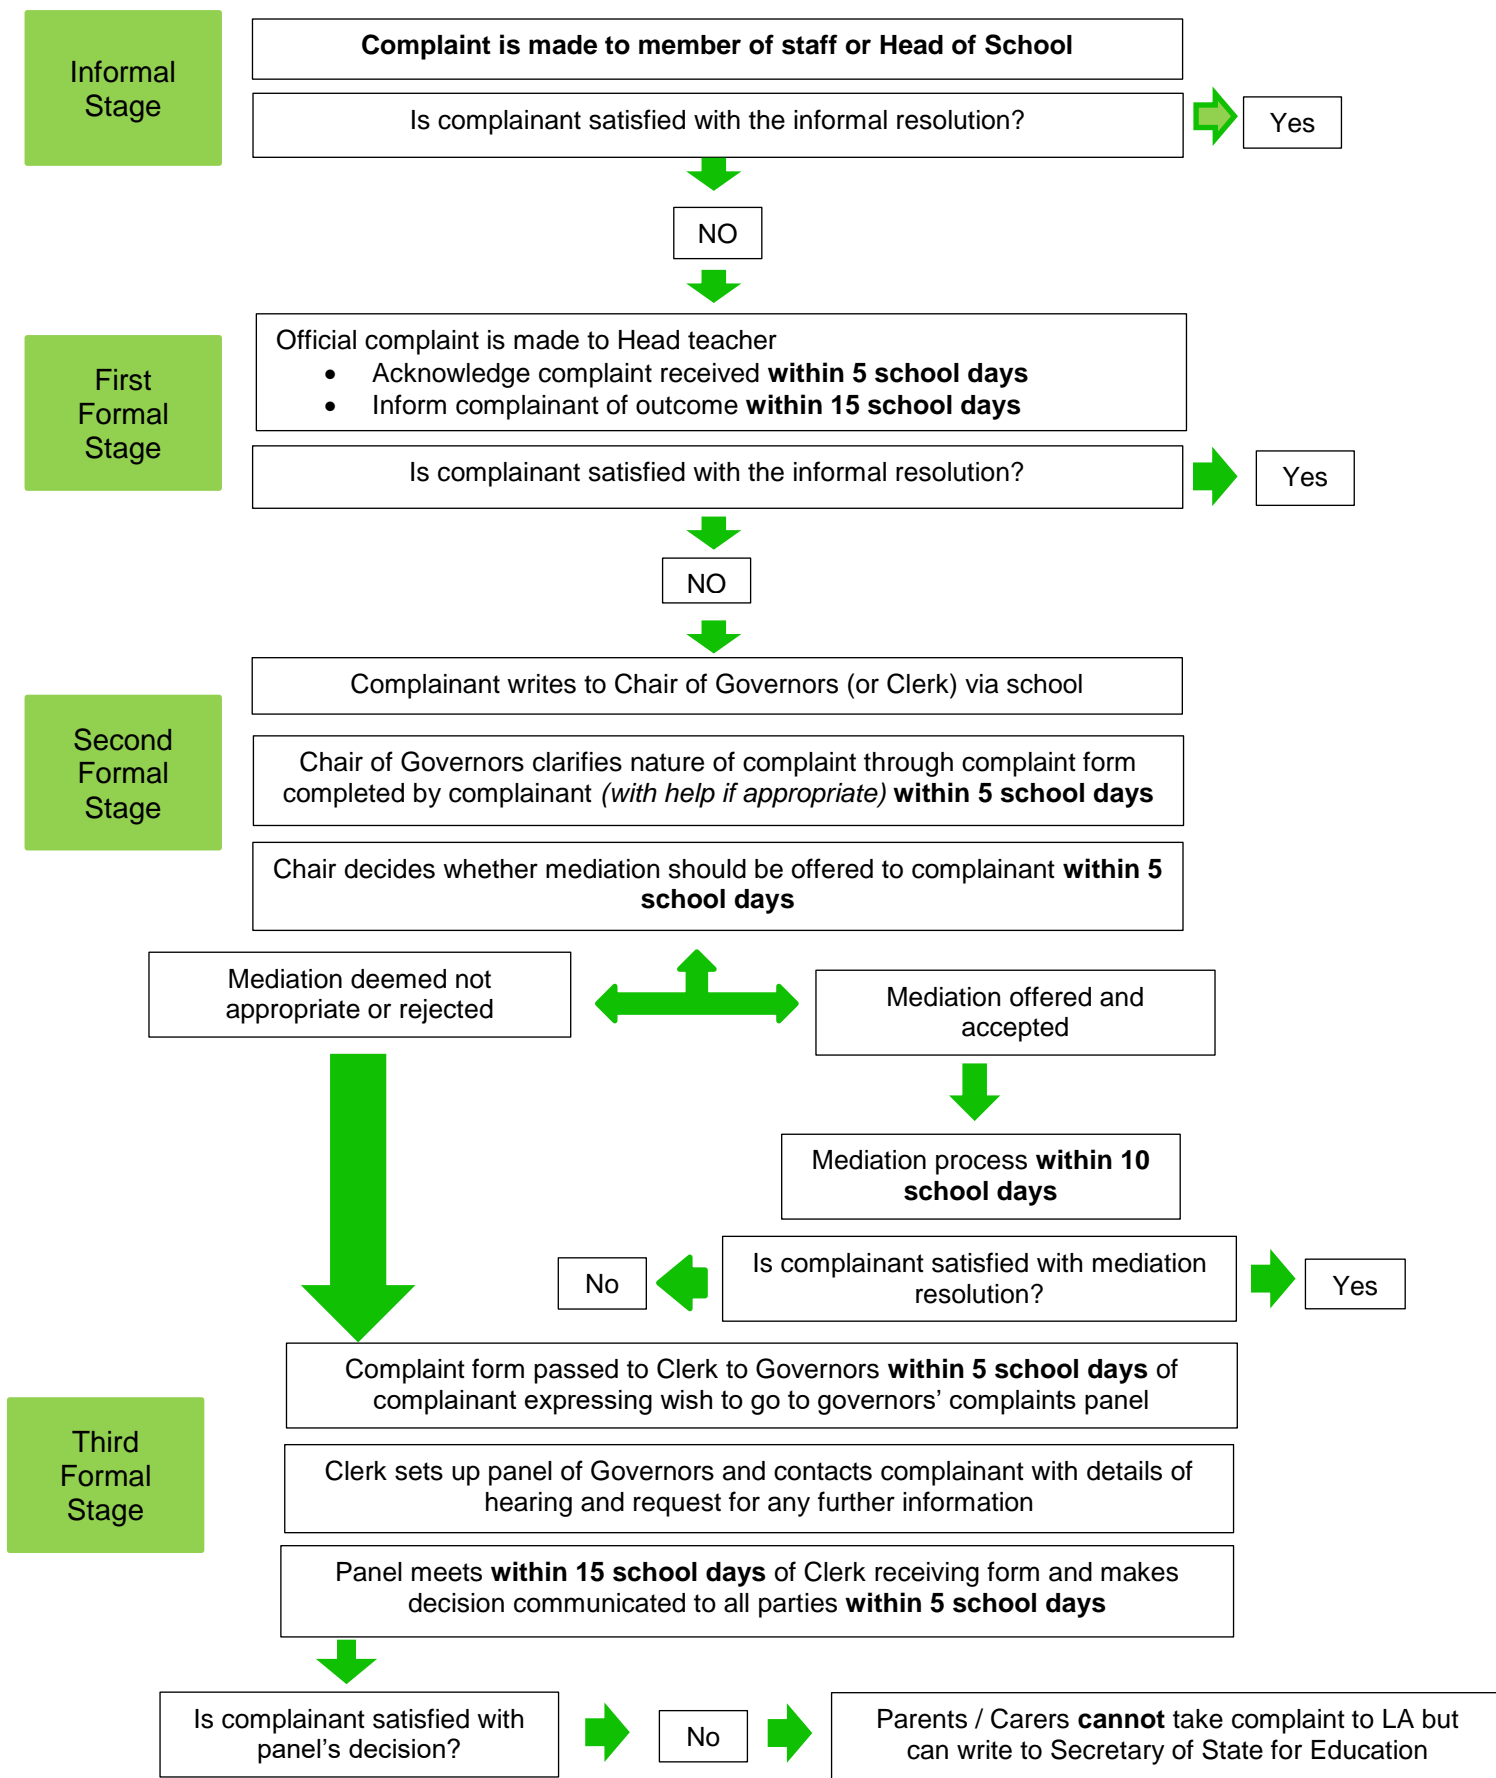 Informal
Stage
Complaint is made to member of staff or Head of School
Is complainant satisfied with the informal resolution?
Yes
NO
First
Formal
Stage
Official complaint is made to Head teacher
• Acknowledge complaint received within 5 school days
• Inform complainant of outcome within 15 school days
Is complainant satisfied with the informal resolution?
Yes
NO
Second
Formal
Stage
Complainant writes to Chair of Governors (or Clerk) via school
Chair of Governors clarifies nature of complaint through complaint form
completed by complainant (with help if appropriate) within 5 school days
Chair decides whether mediation should be offered to complainant within 5
school days
Mediation deemed not
appropriate or rejected
Mediation offered and
accepted
Mediation process within 10
school days
Is complainant satisfied with mediation
resolution?
No
Yes
Third
Formal
Stage
Complaint form passed to Clerk to Governors within 5 school days of
complainant expressing wish to go to governors’ complaints panel
Clerk sets up panel of Governors and contacts complainant with details of
hearing and request for any further information
Panel meets within 15 school days of Clerk receiving form and makes
decision communicated to all parties within 5 school days
Is complainant satisfied with
panel’s decision?
No
Parents / Carers cannot take complaint to LA but
can write to Secretary of State for Education